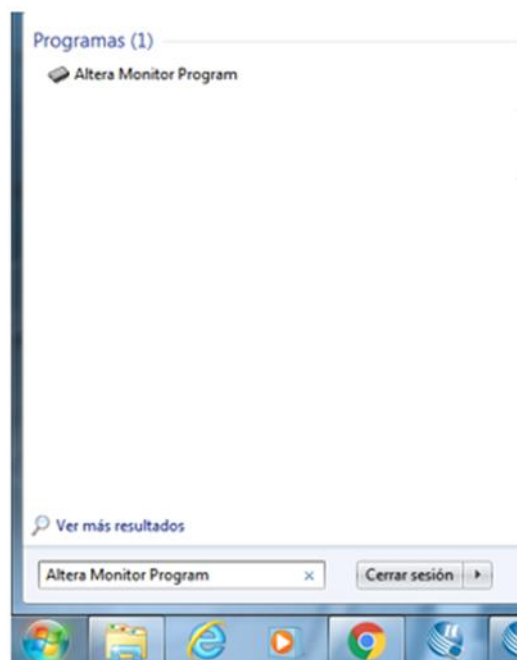 Programas (1)
Altera Monitor Program
Ver más resultados
Altera Monitor Program
Cerrar sesión